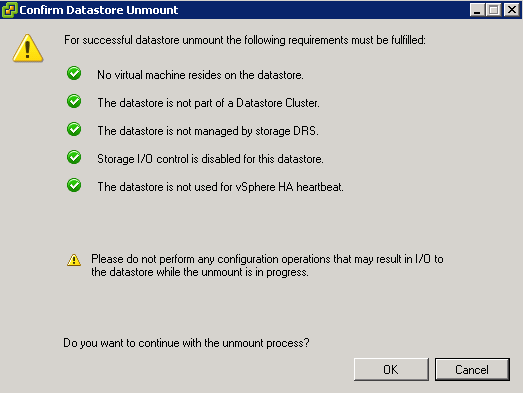 Confirm Datastore Unmount
For successful datastore unmount the following requirements must be fulfilled:
No virtual machine resides on the datastore.
The datastore is not part of a Datastore Cluster.
The datastore is not managed by storage DRS.
Storage I/O control is disabled for this datastore.
The datastore is not used for vSphere HA heartbeat.
Please do not perform any configuration operations that may result in I/O to
the datastore while the unmount is in progress.
Do you want to continue with the unmount process?
OK
Cancel